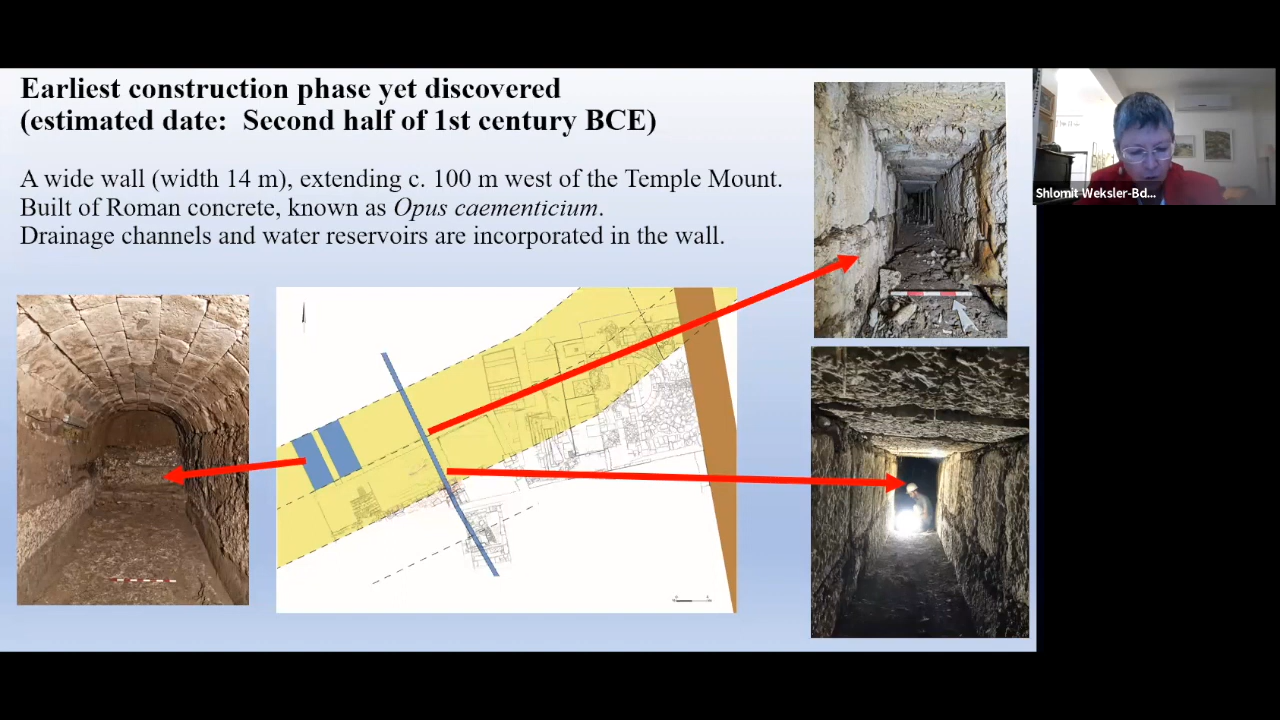 Earliest construction phase yet discovered
(estimated date: Second half of 1st century BCE)
A wide wall (width 14 m), extending c. 100 m west of the Temple Mount.
Built of Roman concrete, known as Opus caementicium.
Drainage channels and water reservoirs are incorporated in the wall.
Shlomit Weksler-Bd...